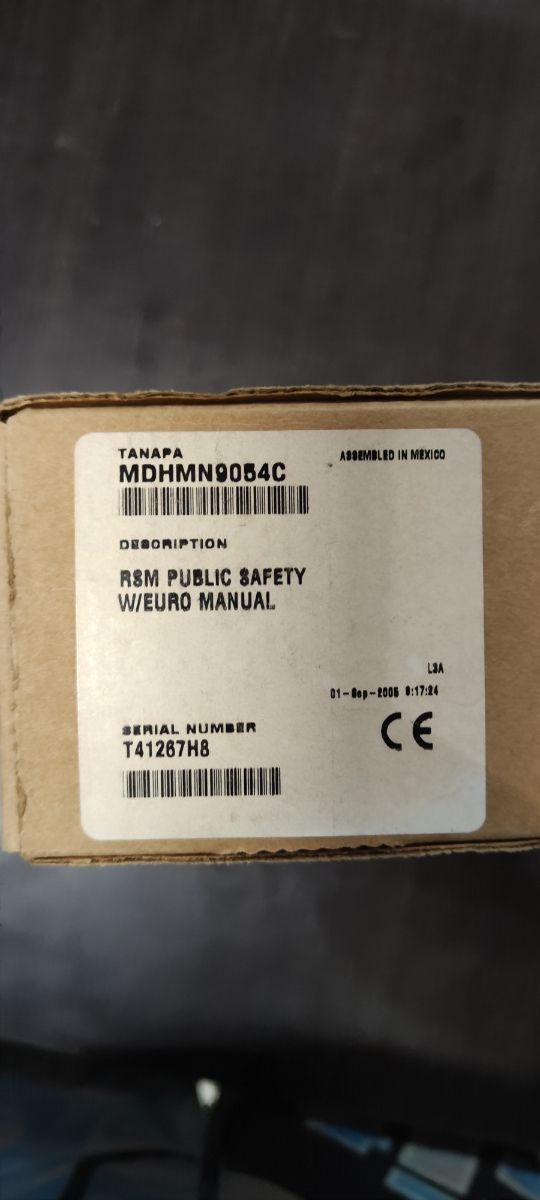 TANAPA
ASSEMBLED IN MEXICO
MDHMN9054C
DESCRIPTION
RSM PUBLIC SAFETY
W/EURO MANUAL
L3A
01-Sep-2005 9:17:24
SERIAL NUMBER
T41267H8
CE